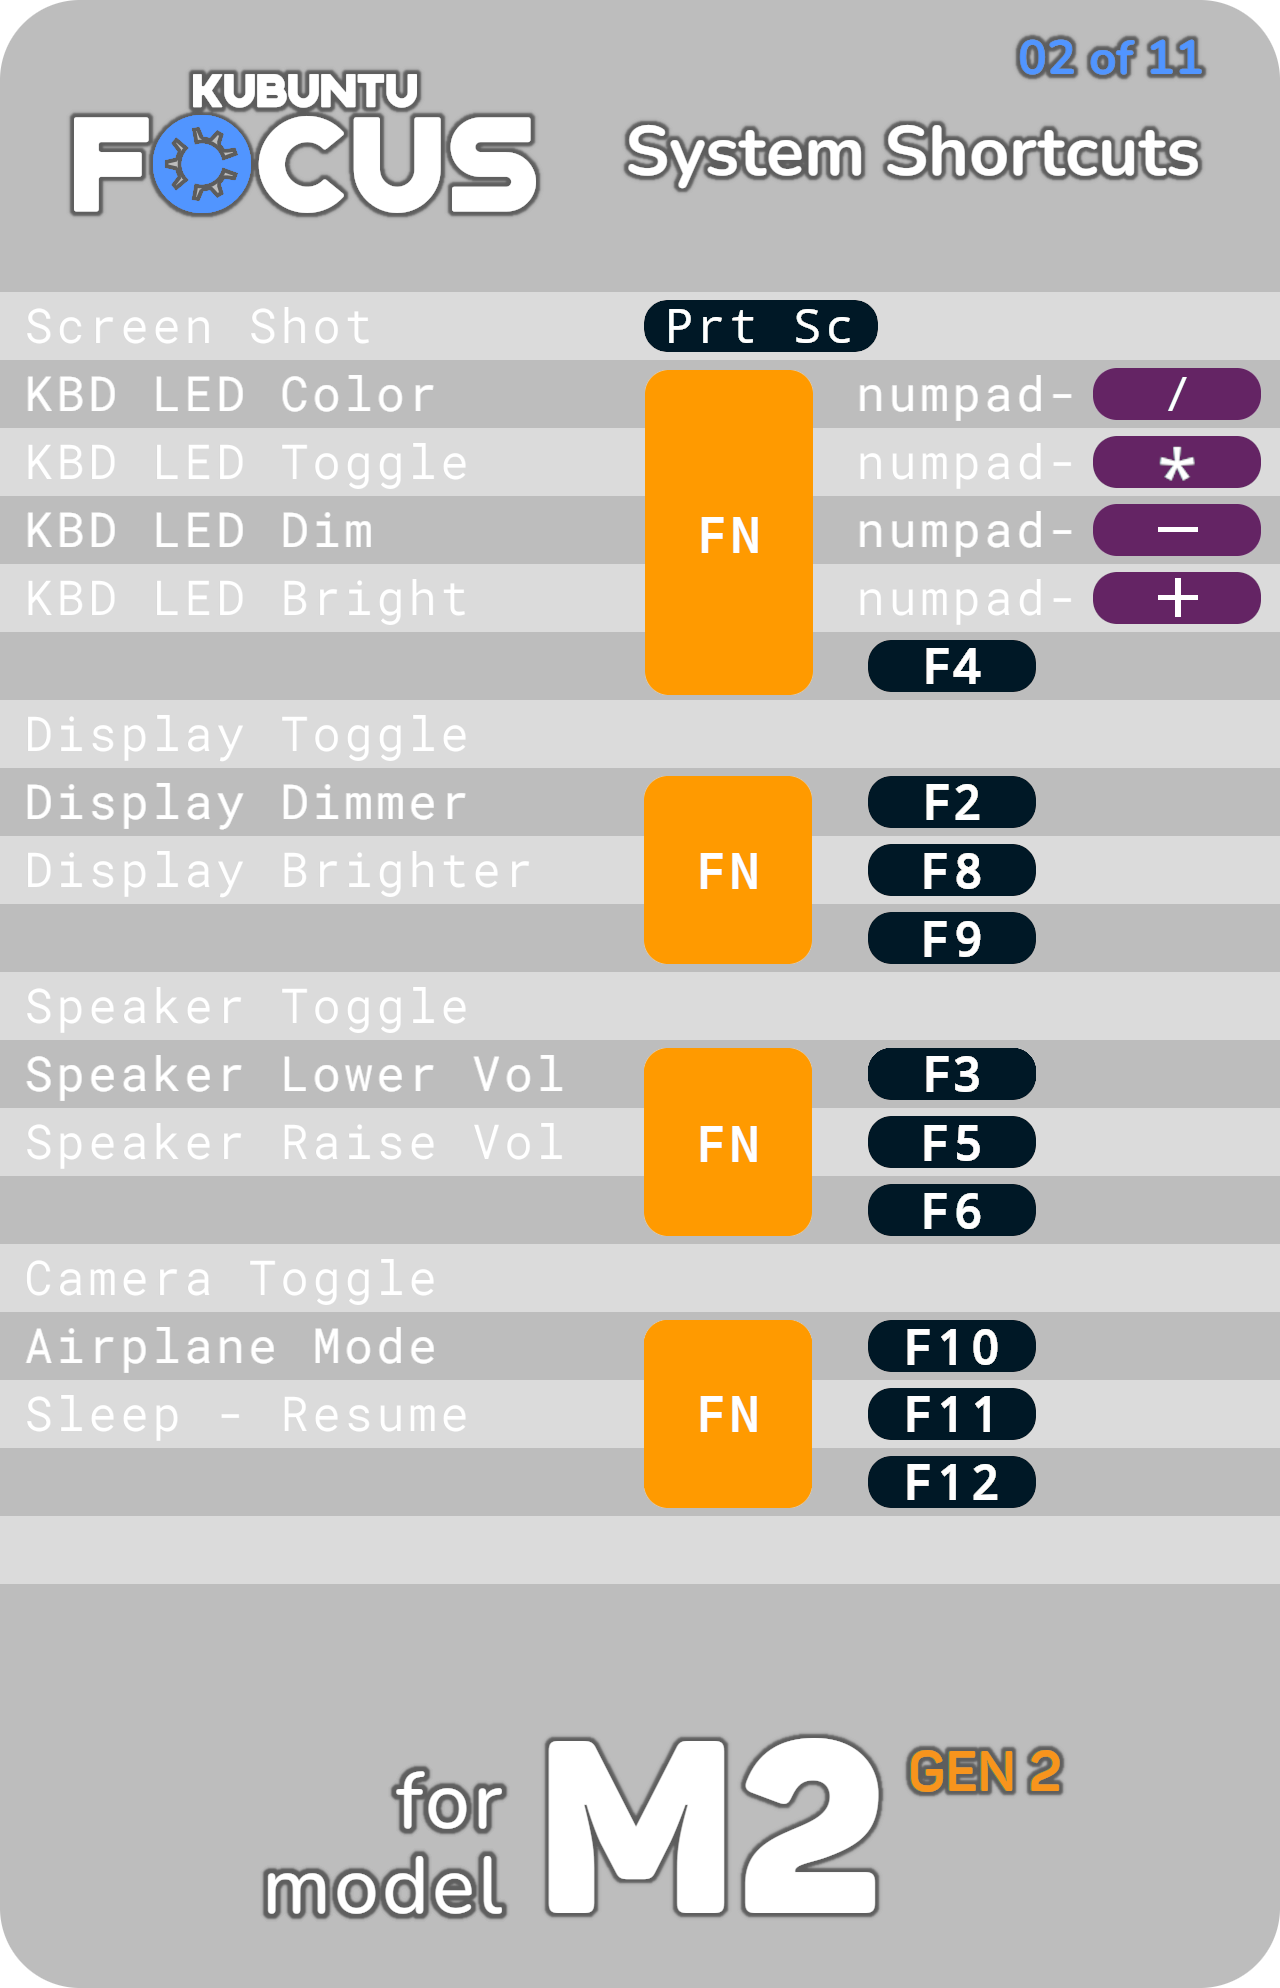 02 of 11
KUBUNTU
FOCUS
System Shortcuts
Screen Shot Prt Sc
KBD LED Color numpad- /
KBD LED Toggle numpad- *
KBD LED Dim FN numpad- −
KBD LED Bright numpad- +
F4
Display Toggle
Display Dimmer F2
Display Brighter FN F8
F9
Speaker Toggle
Speaker Lower Vol F3
Speaker Raise Vol FN F5
F6
Camera Toggle
Airplane Mode F10
Sleep - Resume FN F11
F12
for
model M2 GEN 2